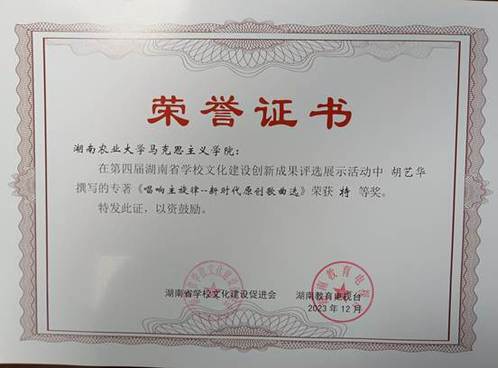 荣誉证书
湖南农业大学马克思主义学院：
在第四届湖南省学校文化建设创新成果评选展示活动中 胡艺华
撰写的专著《唱响主旋律--新时代原创歌曲选》荣获 特 等奖。
特发此证，以资鼓励。
湖南省学校文化建设促进会 湖南教育电视台
2023年12月